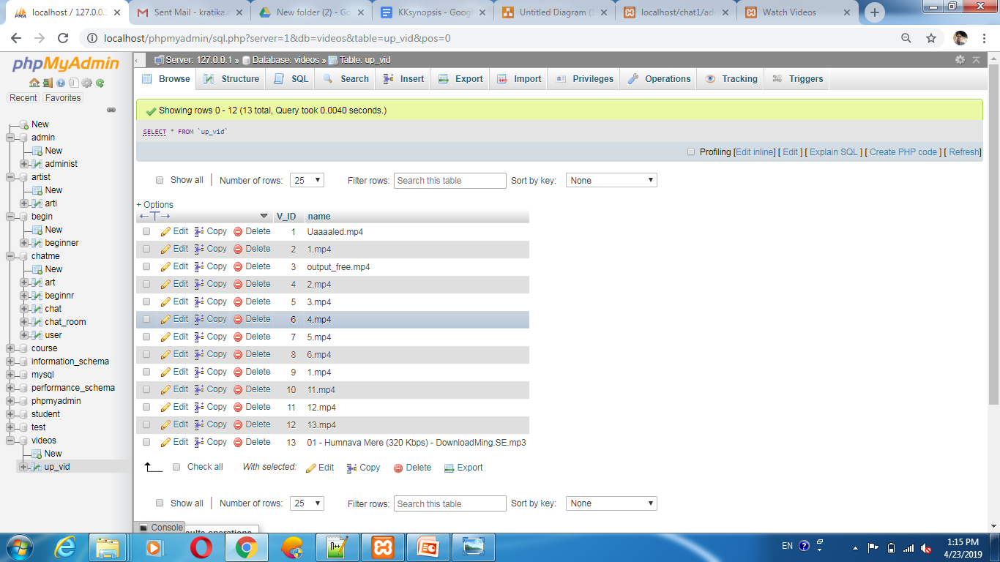 localhost / 127.0.0.1
Sent Mail - kratika.z
New folder (2) - Go
KKsynopsis - Googl
Untitled Diagram (
localhost/chat1/ad
Watch Videos
localhost/phpmyadmin/sql.php?server=1&db=videos&table=up_vid&pos=0
phpMyAdmin
Recent Favorites
New
admin
New
administ
artist
New
arti
begin
New
beginner
chatme
New
art
beginnr
chat
chat_room
user
course
information_schema
mysql
performance_schema
phpmyadmin
student
test
videos
New
up_vid
Server: 127.0.0.1 » Database: videos » Table: up_vid
Browse Structure SQL Search Insert Export Import Privileges Operations Tracking Triggers
Showing rows 0 - 12 (13 total, Query took 0.0040 seconds.)
SELECT * FROM `up_vid`
Profiling [Edit inline] [ Edit ] [ Explain SQL ] [ Create PHP code ] [ Refresh]
Show all | Number of rows: 25 Filter rows: Search this table Sort by key: None
+ Options
←T→ V_ID name
Edit Copy Delete 1 Uaaaaled.mp4
Edit Copy Delete 2 1.mp4
Edit Copy Delete 3 output_free.mp4
Edit Copy Delete 4 2.mp4
Edit Copy Delete 5 3.mp4
Edit Copy Delete 6 4.mp4
Edit Copy Delete 7 5.mp4
Edit Copy Delete 8 6.mp4
Edit Copy Delete 9 1.mp4
Edit Copy Delete 10 11.mp4
Edit Copy Delete 11 12.mp4
Edit Copy Delete 12 13.mp4
Edit Copy Delete 13 01 - Humnava Mere (320 Kbps) - DownloadMing.SE.mp3
Check all With selected: Edit Copy Delete Export
Show all | Number of rows: 25 Filter rows: Search this table Sort by key: None
Console
EN
1:15 PM
4/23/2019